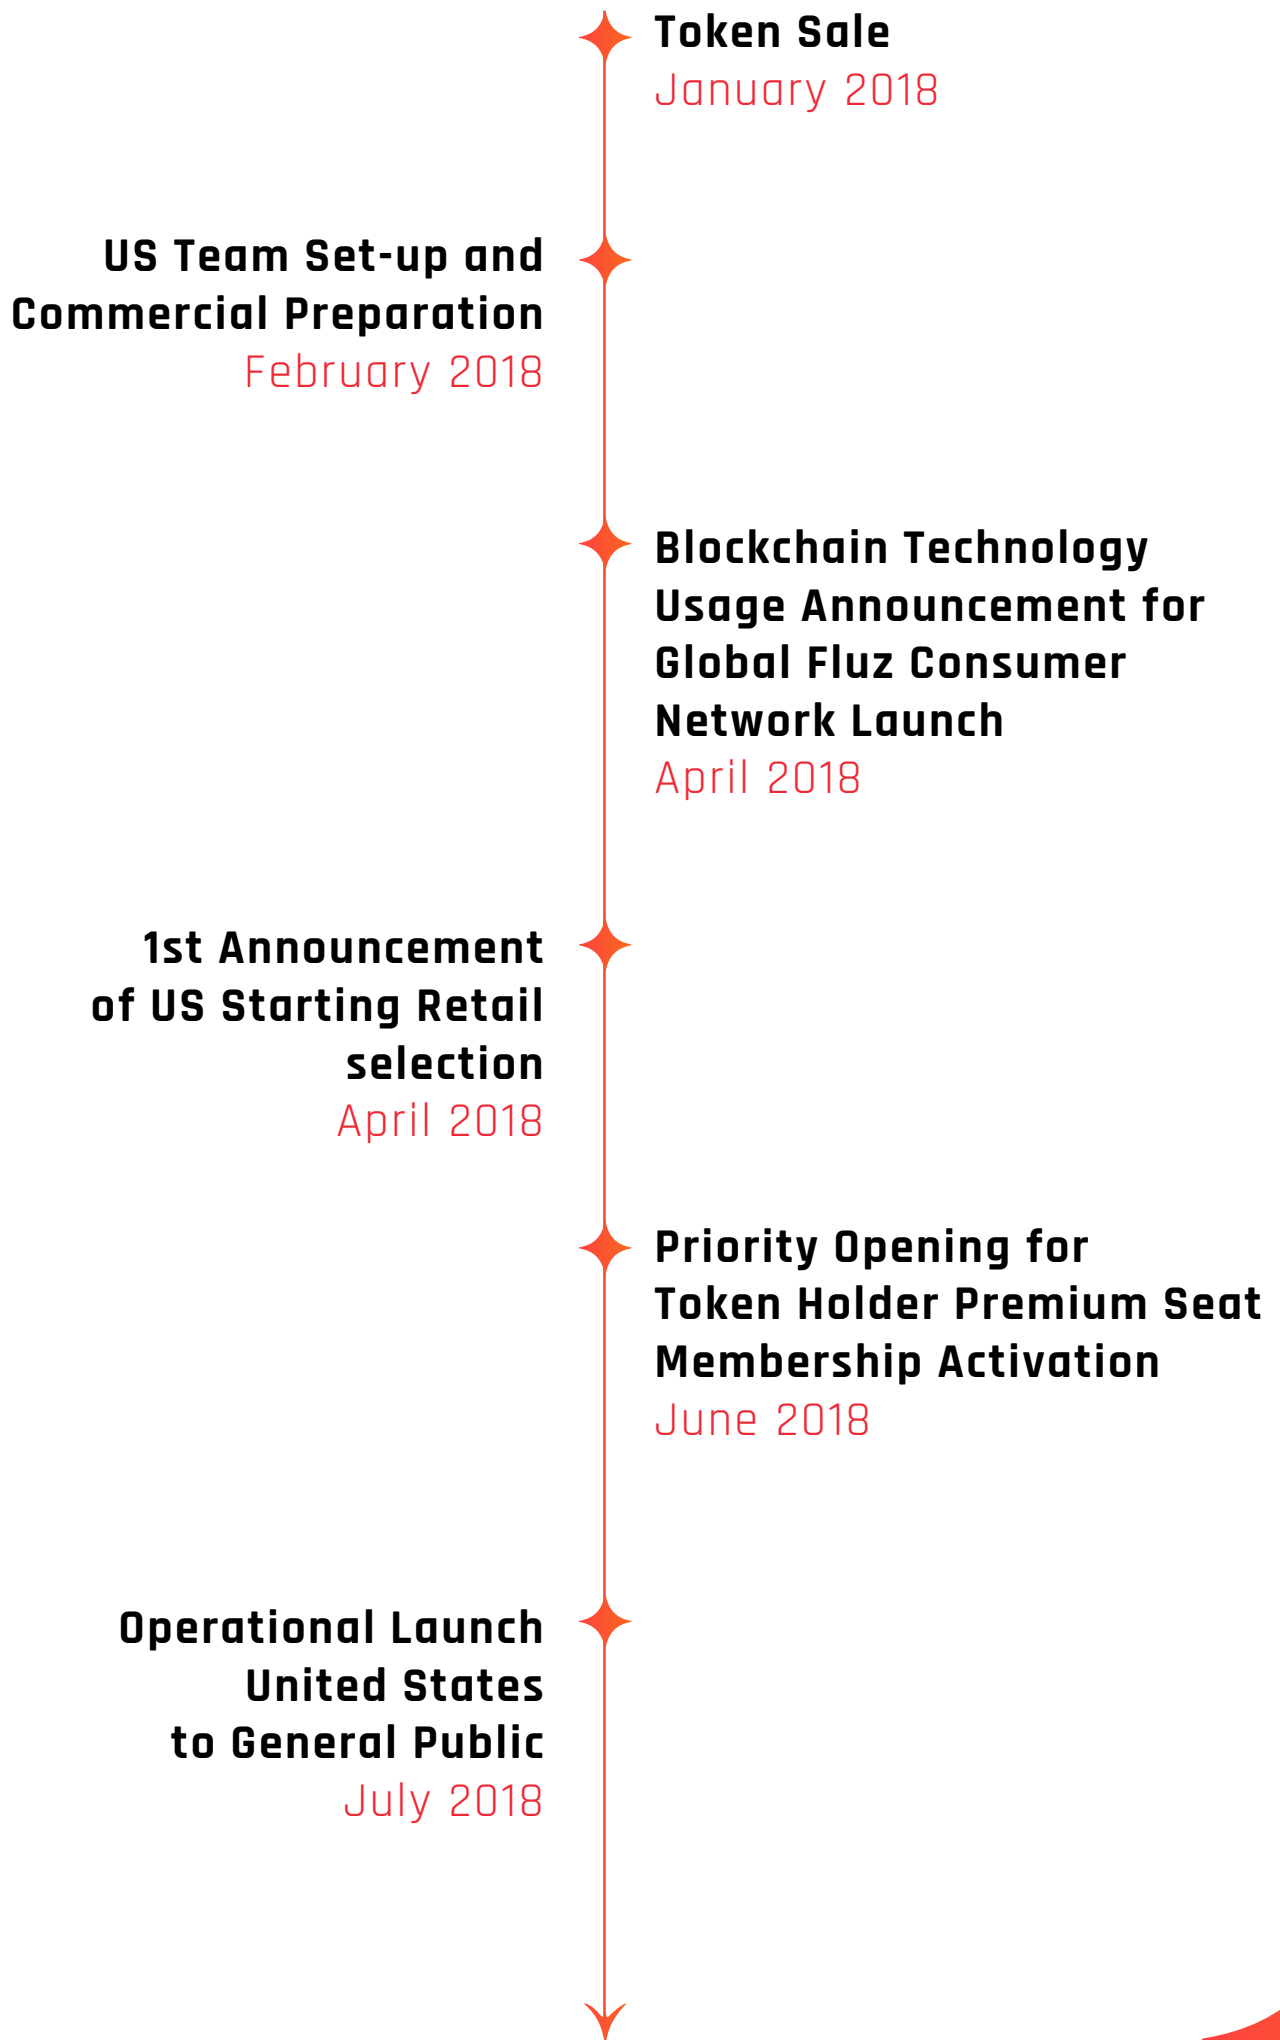 Token Sale
January 2018
US Team Set-up and
Commercial Preparation
February 2018
Blockchain Technology
Usage Announcement for
Global Fluz Consumer
Network Launch
April 2018
1st Announcement
of US Starting Retail
selection
April 2018
Priority Opening for
Token Holder Premium Seat
Membership Activation
June 2018
Operational Launch
United States
to General Public
July 2018